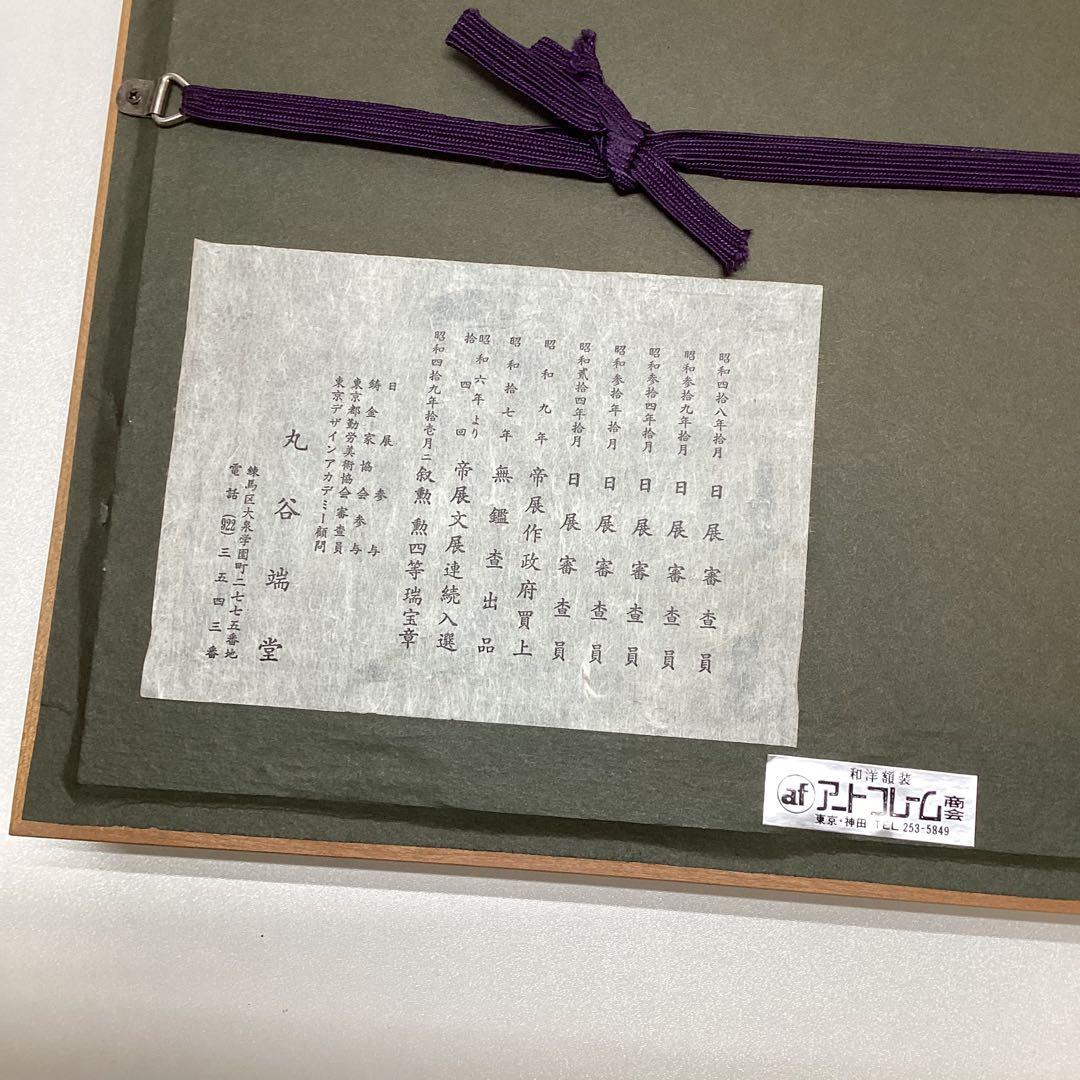 昭和四拾八年拾月 日展審査員
昭和参拾九年拾月 日展審査員
昭和参拾四年拾月 日展審査員
昭和参拾年拾月 日展審査員
昭和貳拾四年拾月 日展審査員
昭和九年 帝展作政府買上
昭和拾七年 無鑑査出品
昭和六年より拾四回 帝展文展連続入選
昭和四拾九年拾壱月ニ 叙勲 勲四等瑞宝章
日展参与
鋳金家協会参与
東京都勤労美術協会審査員
東京デザインアカデミー顧問
丸谷端堂
練馬区大泉学園町二七七五番地
電話(922)三五四三番
和洋額装
af アートフレーム商会
東京・神田 TEL 253-5849